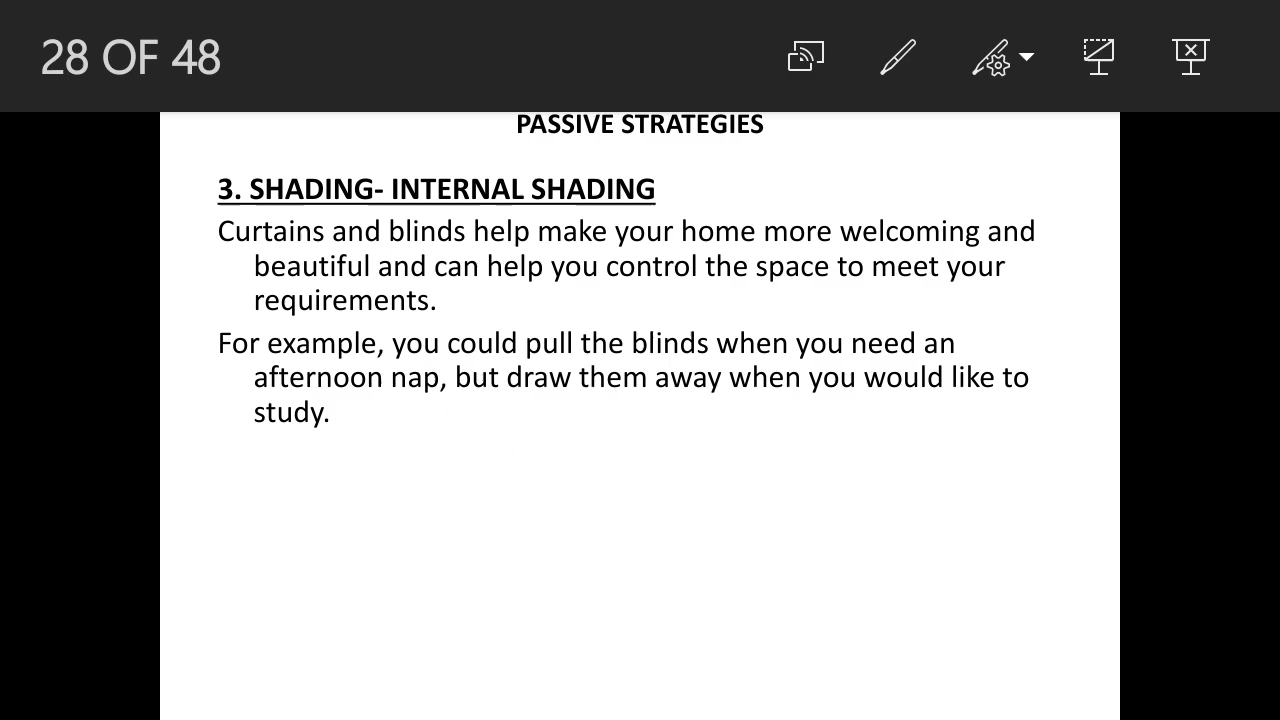 28 OF 48
PASSIVE STRATEGIES
3. SHADING- INTERNAL SHADING
Curtains and blinds help make your home more welcoming and
beautiful and can help you control the space to meet your
requirements.
For example, you could pull the blinds when you need an
afternoon nap, but draw them away when you would like to
study.